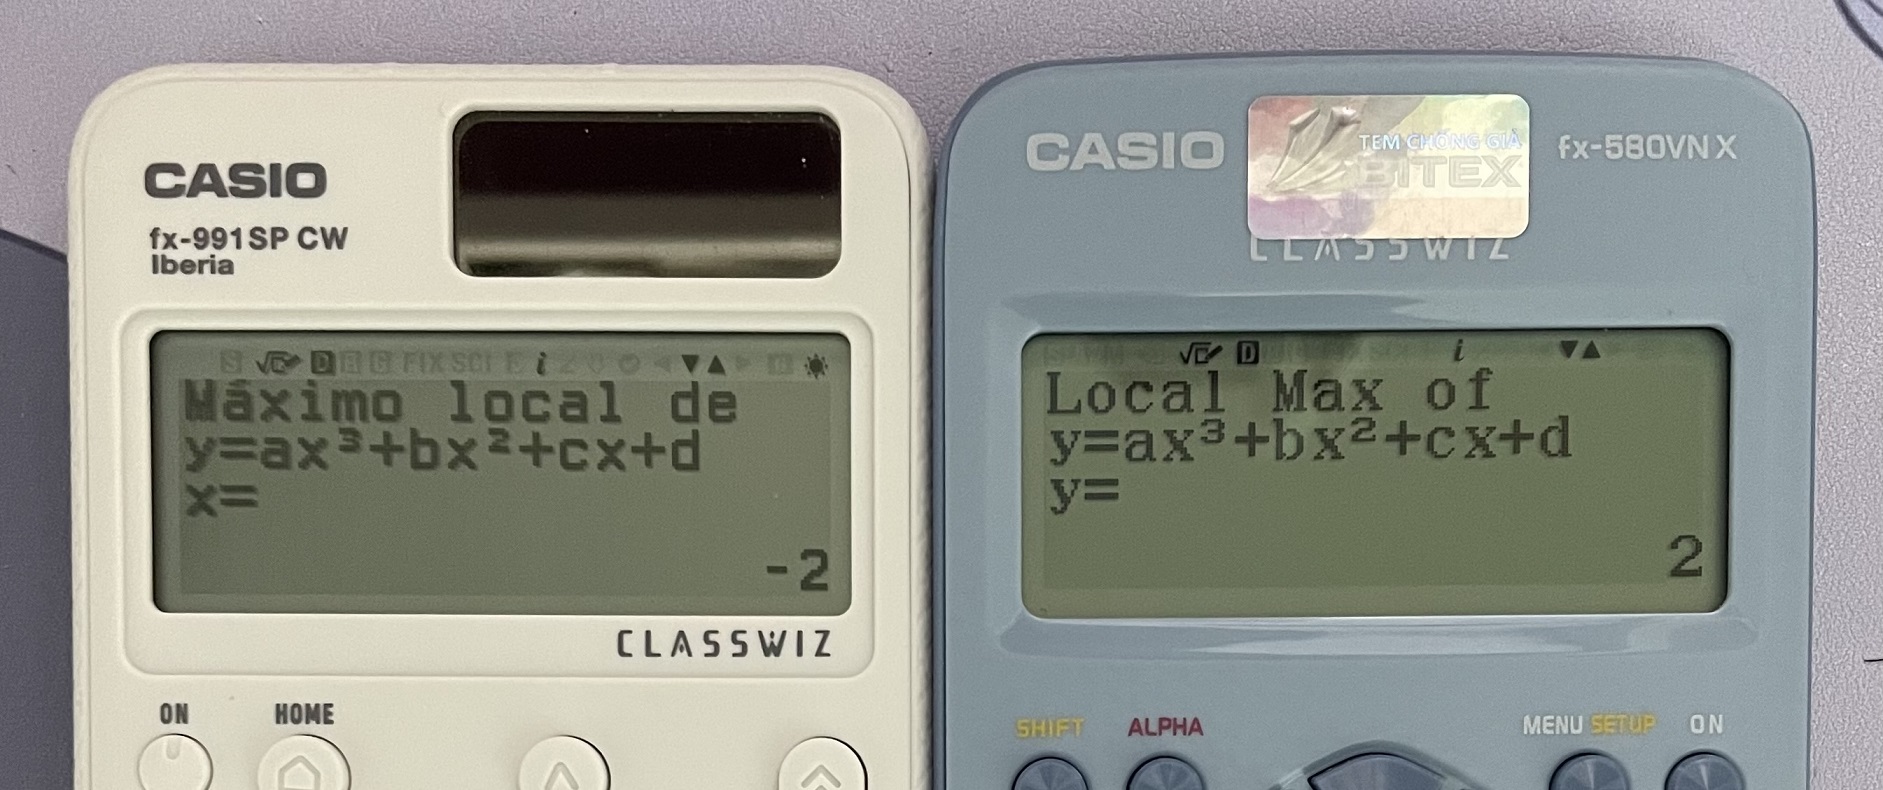 CASIO
fx-991SP CW
Iberia
Máximo local de
y=ax³+bx²+cx+d
x=
-2
CLASSWIZ
ON
HOME
CASIO
TEM CHỐNG GIẢ
BITEX
fx-580VN X
CLASSWIZ
Local Max of
y=ax³+bx²+cx+d
y=
2
SHIFT
ALPHA
MENU SETUP
ON